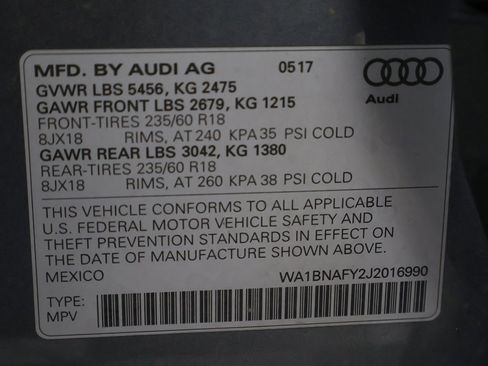 MFD. BY AUDI AG 0517
GVWR LBS 5456, KG 2475
GAWR FRONT LBS 2679, KG 1215
FRONT-TIRES 235/60 R18
8JX18 RIMS, AT 240 KPA 35 PSI COLD
GAWR REAR LBS 3042, KG 1380
REAR-TIRES 235/60 R18
8JX18 RIMS, AT 260 KPA 38 PSI COLD
Audi
THIS VEHICLE CONFORMS TO ALL APPLICABLE
U.S. FEDERAL MOTOR VEHICLE SAFETY AND
THEFT PREVENTION STANDARDS IN EFFECT ON
THE DATE OF MANUFACTURE SHOWN ABOVE.
MEXICO WA1BNAFY2J2016990
TYPE:
MPV